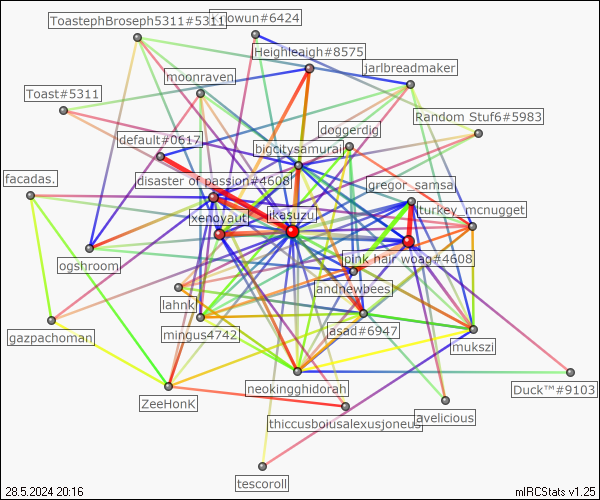 ToastephBroseph5311#5311
rowun#6424
Heighleaigh#8575
jarlbreadmaker
moonraven
Toast#5311
Random Stuf6#5983
doggerdig
default#0617
bigcitysamurai
facadas.
disaster of passion#4608
gregor_samsa
xenoyaut
ikasuzu
turkey_mcnugget
pink hair woag#4608
ogshroom
andnewbees
lahnk
gazpachoman
mingus4742
asad#6947
mukszi
neokingghidorah
Duck™#9103
ZeeHonK
thiccusboiusalexusjoneus
avelicious
tescoroll
28.5.2024 20:16
mIRCStats v1.25